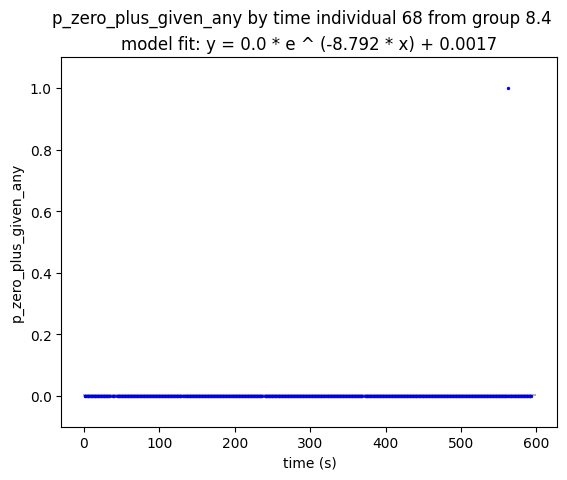 p_zero_plus_given_any by time individual 68 from group 8.4
model fit: y = 0.0 * e ^ (-8.792 * x) + 0.0017
1.0
0.8
0.6
0.4
0.2
0.0
p_zero_plus_given_any
0 100 200 300 400 500 600
time (s)